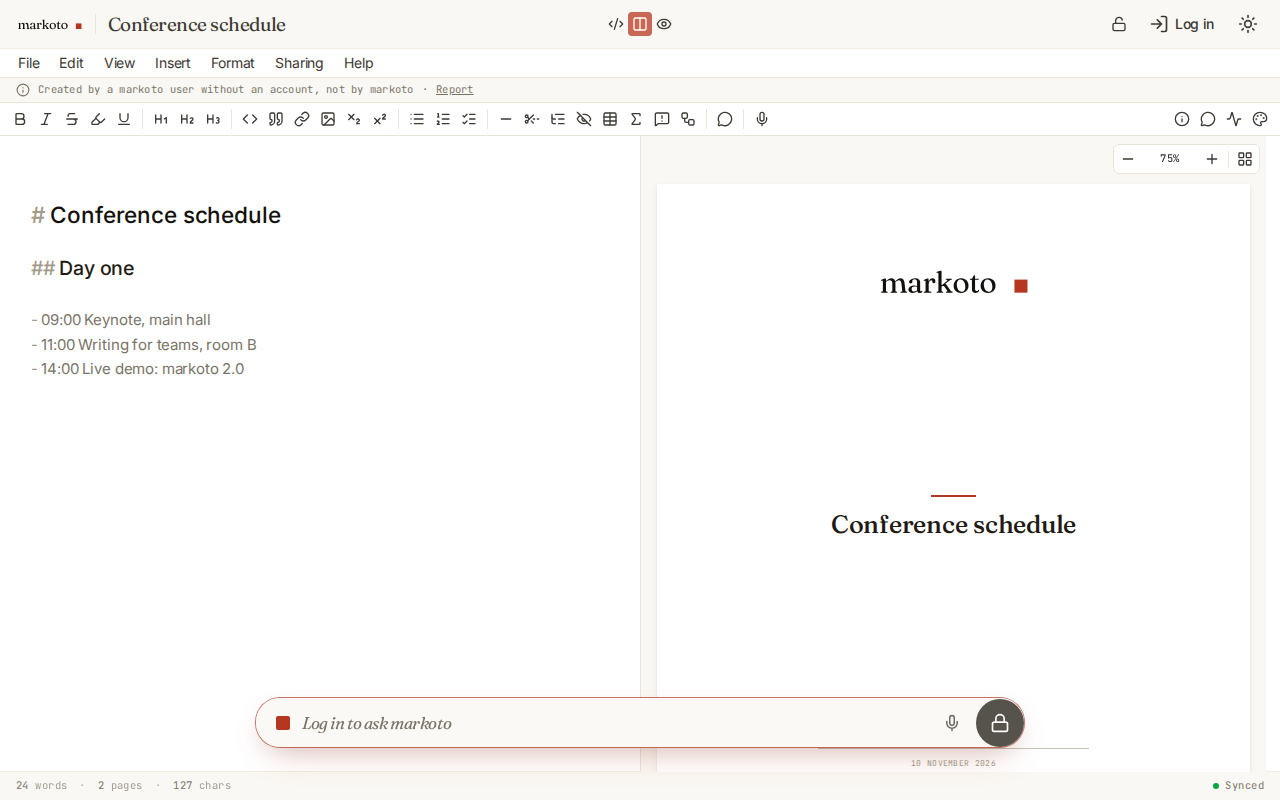 markoto
Conference schedule
Log in
File Edit View Insert Format Sharing Help
Created by a markoto user without an account, not by markoto · Report
H1 H2 H3
75%
# Conference schedule
## Day one
- 09:00 Keynote, main hall
- 11:00 Writing for teams, room B
- 14:00 Live demo: markoto 2.0
markoto
Conference schedule
10 NOVEMBER 2026
Log in to ask markoto
24 words · 2 pages · 127 chars
Synced